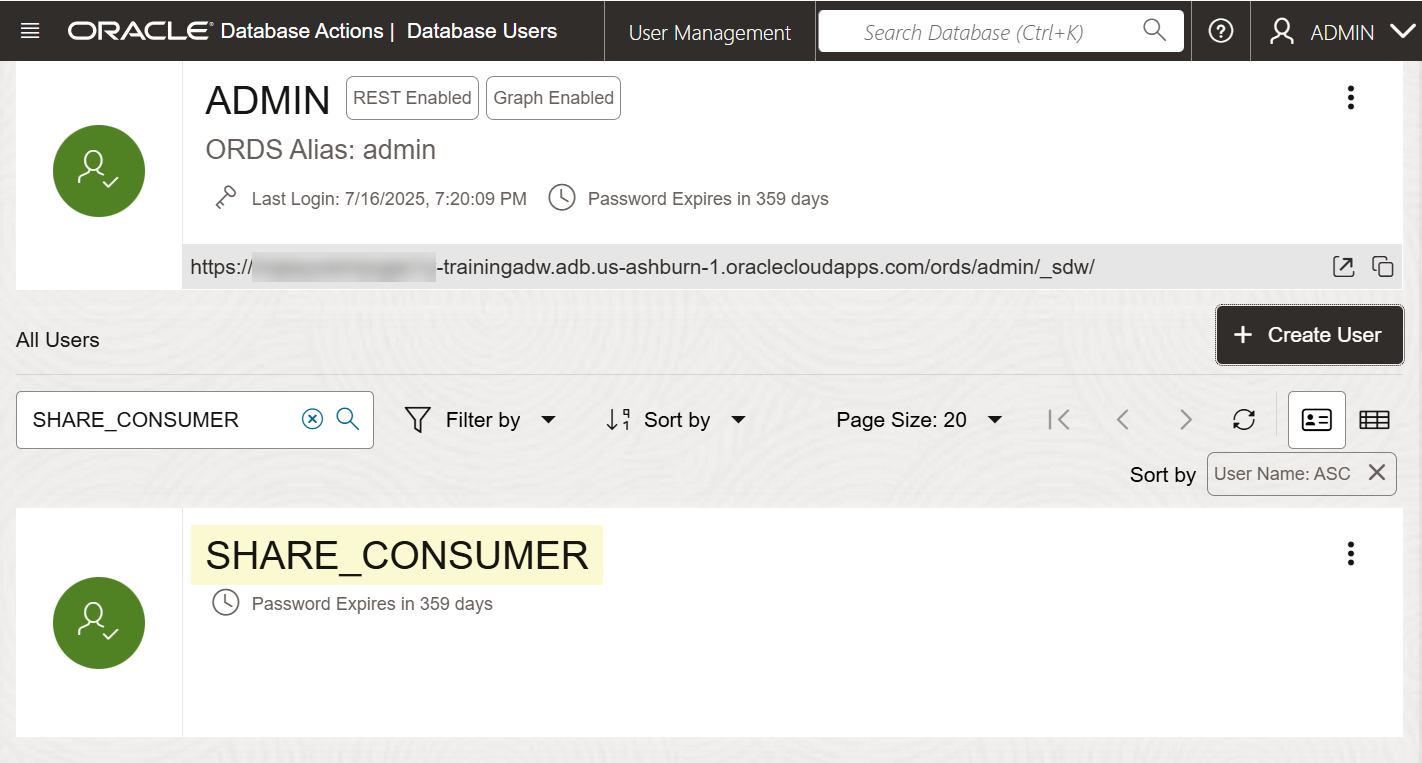 ORACLE Database Actions | Database Users User Management Search Database (Ctrl+K) ADMIN
ADMIN REST Enabled Graph Enabled
ORDS Alias: admin
Last Login: 7/16/2025, 7:20:09 PM Password Expires in 359 days
https:// -trainingadw.adb.us-ashburn-1.oraclecloudapps.com/ords/admin/_sdw/
All Users + Create User
SHARE_CONSUMER Filter by Sort by Page Size: 20
Sort by User Name: ASC
SHARE_CONSUMER
Password Expires in 359 days